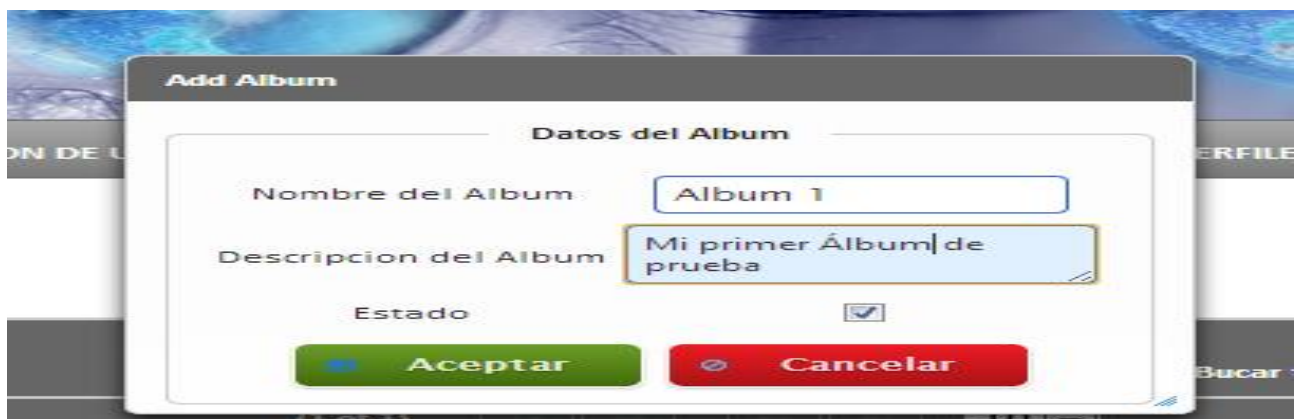 Add Album
Datos del Album
ON DE U
ERFILE
Nombre del Album
Album 1
Descripcion del Album
Mi primer Álbum de
prueba
Estado
Aceptar
Cancelar
Bucar